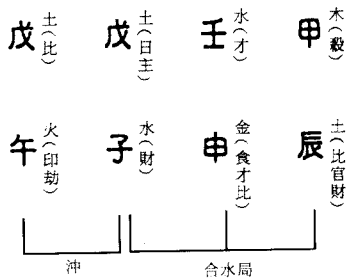 木(殺)
甲
水(才)
壬
土(日主)
戊
土(比)
戊
土(比官財)
辰
金(食才比)
申
水(財)
子
火(印劫)
午
合水局
沖